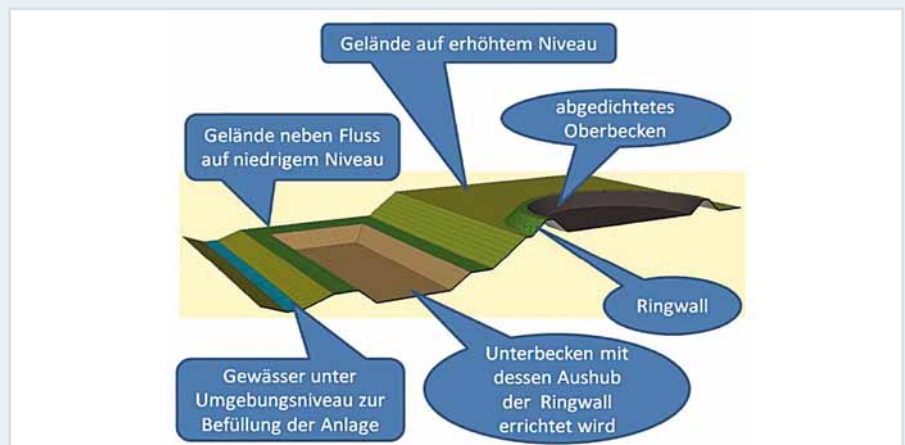 Gelände auf erhöhtem Niveau
abgedichtetes
Oberbecken
Gelände neben Fluss
auf niedrigem Niveau
Ringwall
Gewässer unter
Umgebungsniveau zur
Befüllung der Anlage
Unterbecken mit
dessen Aushub
der Ringwall
errichtet wird